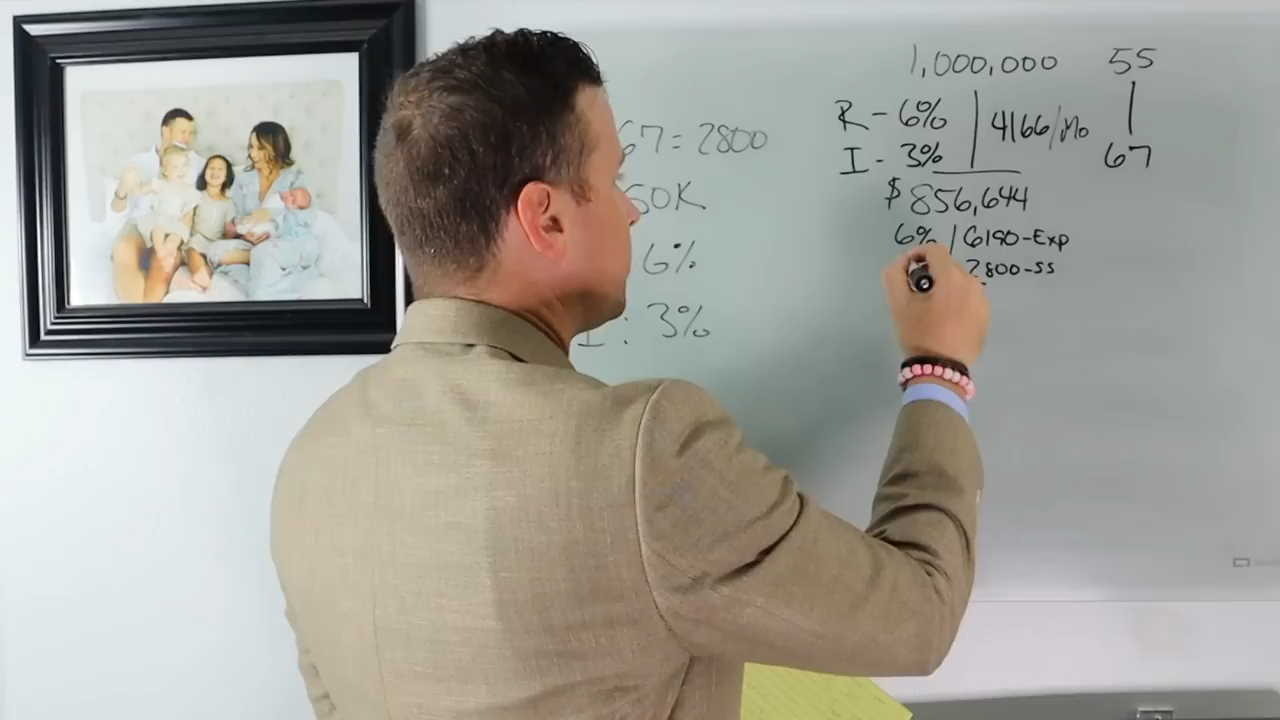 67 = 2800
50K
6%
I : 3%
1,000,000 55
R - 6% | 4166/mo |
I - 3% 67
$856,644
6% / 6190-Exp
2800-SS